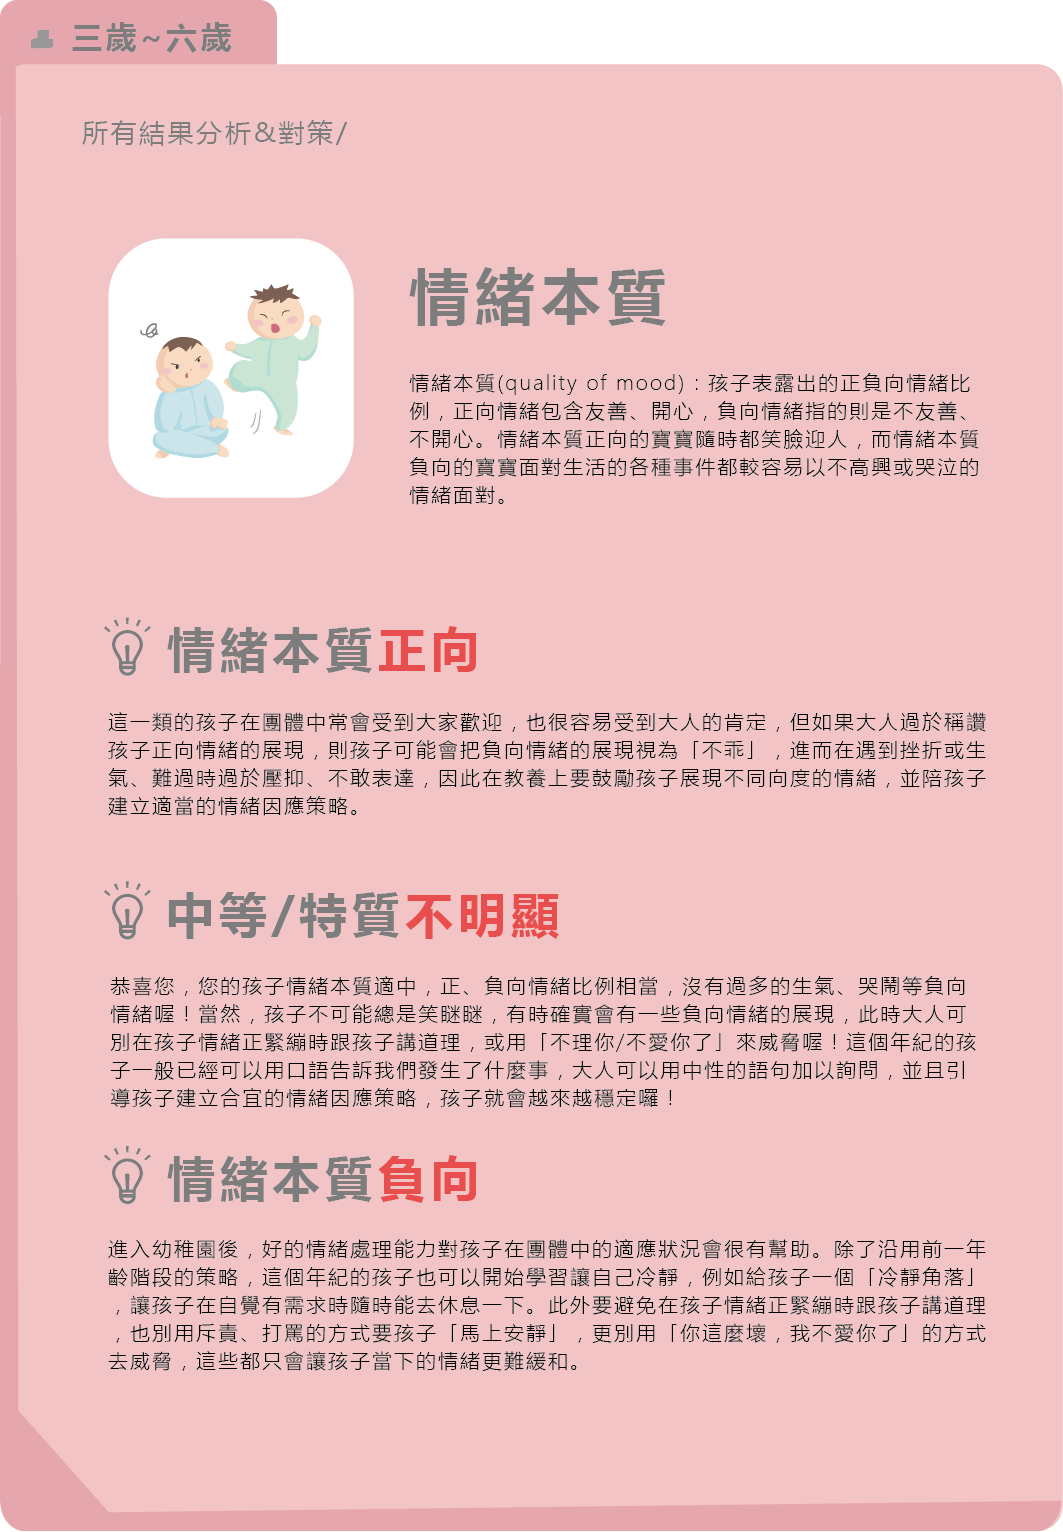 三歲~六歲
所有結果分析&對策/
情緒本質
情緒本質(quality of mood)：孩子表露出的正負向情緒比
例，正向情緒包含友善、開心，負向情緒指的則是不友善、
不開心。情緒本質正向的寶寶隨時都笑臉迎人，而情緒本質
負向的寶寶面對生活的各種事件都較容易以不高興或哭泣的
情緒面對。
情緒本質正向
這一類的孩子在團體中常會受到大家歡迎，也很容易受到大人的肯定，但如果大人過於稱讚
孩子正向情緒的展現，則孩子可能會把負向情緒的展現視為「不乖」，進而在遇到挫折或生
氣、難過時過於壓抑、不敢表達，因此在教養上要鼓勵孩子展現不同向度的情緒，並陪孩子
建立適當的情緒因應策略。
中等/特質不明顯
恭喜您，您的孩子情緒本質適中，正、負向情緒比例相當，沒有過多的生氣、哭鬧等負向
情緒喔！當然，孩子不可能總是笑瞇瞇，有時確實會有一些負向情緒的展現，此時大人可
別在孩子情緒正緊繃時跟孩子講道理，或用「不理你/不愛你了」來威脅喔！這個年紀的孩
子一般已經可以用口語告訴我們發生了什麼事，大人可以用中性的語句加以詢問，並且引
導孩子建立合宜的情緒因應策略，孩子就會越來越穩定囉！
情緒本質負向
進入幼稚園後，好的情緒處理能力對孩子在團體中的適應狀況會很有幫助。除了沿用前一年
齡階段的策略，這個年紀的孩子也可以開始學習讓自己冷靜，例如給孩子一個「冷靜角落」
，讓孩子在自覺有需求時隨時能去休息一下。此外要避免在孩子情緒正緊繃時跟孩子講道理
，也別用斥責、打罵的方式要孩子「馬上安靜」，更別用「你這麼壞，我不愛你了」的方式
去威脅，這些都只會讓孩子當下的情緒更難緩和。